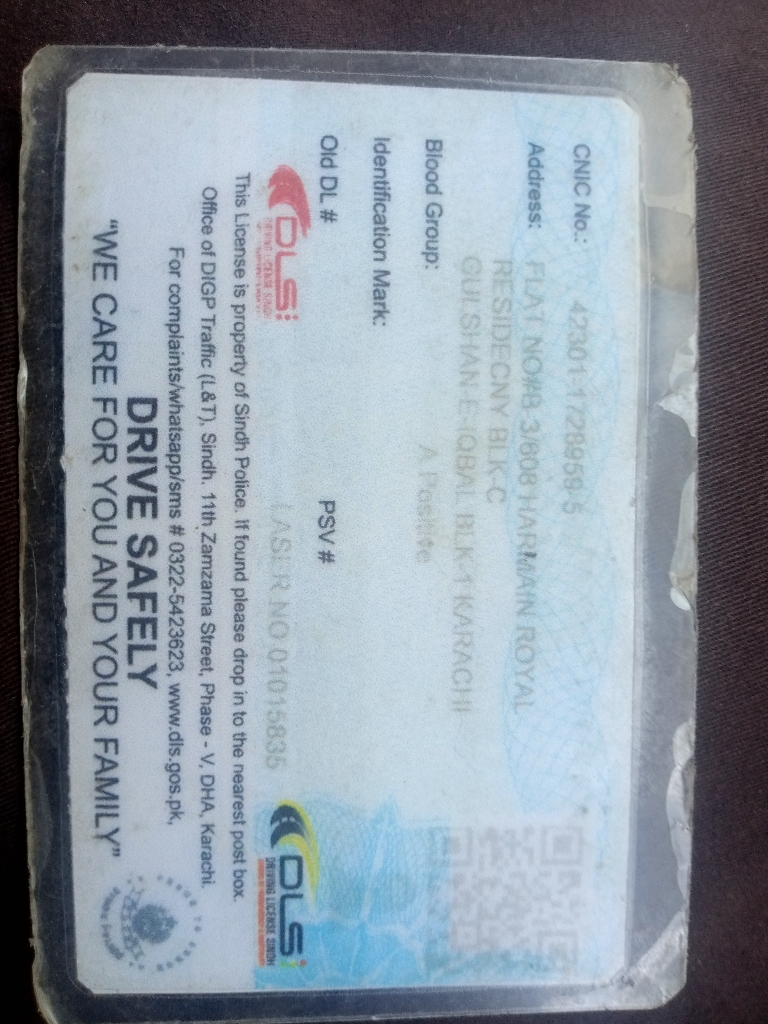 CNIC No.: 42301-1728959-5
Address: FLAT NO#B-3/608 HARMAIN ROYAL
RESIDECNY BLK-C
GULSHAN-E-IQBAL BLK-1 KARACHI
Blood Group: A Positive
Identification Mark:
Old DL # PSV #
LASER NO 01015835
DLS
DRIVING LICENSE SINDH
DLS
DRIVING LICENSE SINDH
This License is property of Sindh Police. If found please drop in to the nearest post box.
Office of DIGP Traffic (L&T), Sindh. 11th Zamzama Street, Phase - V, DHA, Karachi.
For complaints/whatsapp/sms # 0322-5423623, www.dls.gos.pk,
DRIVE SAFELY
"WE CARE FOR YOU AND YOUR FAMILY"